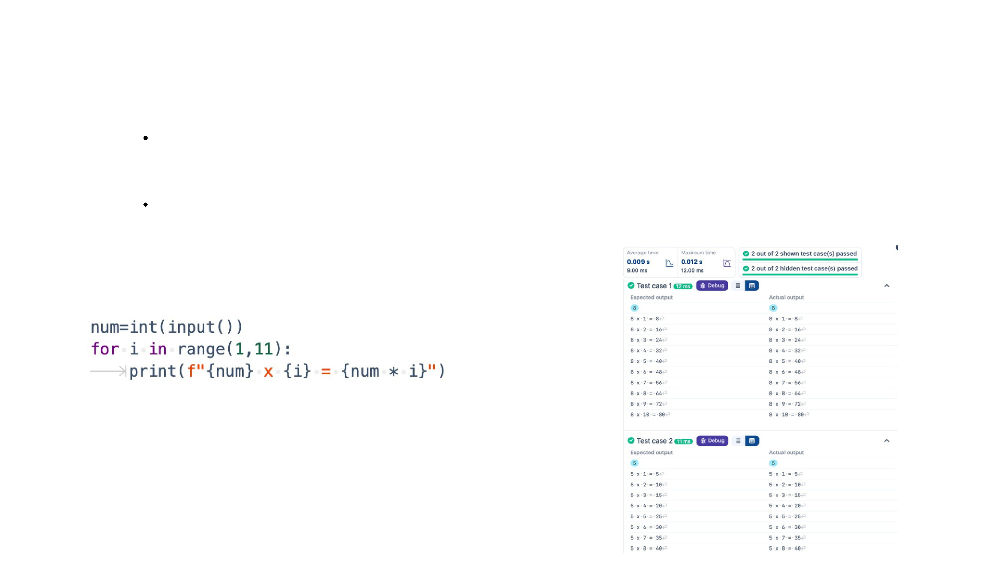 •
•
num=int(input())
for i in range(1,11):
print(f"{num} x {i} = {num * i}")
Average time
0.009 s
9.00 ms
Maximum time
0.012 s
12.00 ms
2 out of 2 shown test case(s) passed
2 out of 2 hidden test case(s) passed
Test case 1 12 ms Debug
Expected output Actual output
8 8
8 x 1 = 8 8 x 1 = 8
8 x 2 = 16 8 x 2 = 16
8 x 3 = 24 8 x 3 = 24
8 x 4 = 32 8 x 4 = 32
8 x 5 = 40 8 x 5 = 40
8 x 6 = 48 8 x 6 = 48
8 x 7 = 56 8 x 7 = 56
8 x 8 = 64 8 x 8 = 64
8 x 9 = 72 8 x 9 = 72
8 x 10 = 80 8 x 10 = 80
Test case 2 11 ms Debug
Expected output Actual output
5 5
5 x 1 = 5 5 x 1 = 5
5 x 2 = 10 5 x 2 = 10
5 x 3 = 15 5 x 3 = 15
5 x 4 = 20 5 x 4 = 20
5 x 5 = 25 5 x 5 = 25
5 x 6 = 30 5 x 6 = 30
5 x 7 = 35 5 x 7 = 35
5 x 8 = 40 5 x 8 = 40